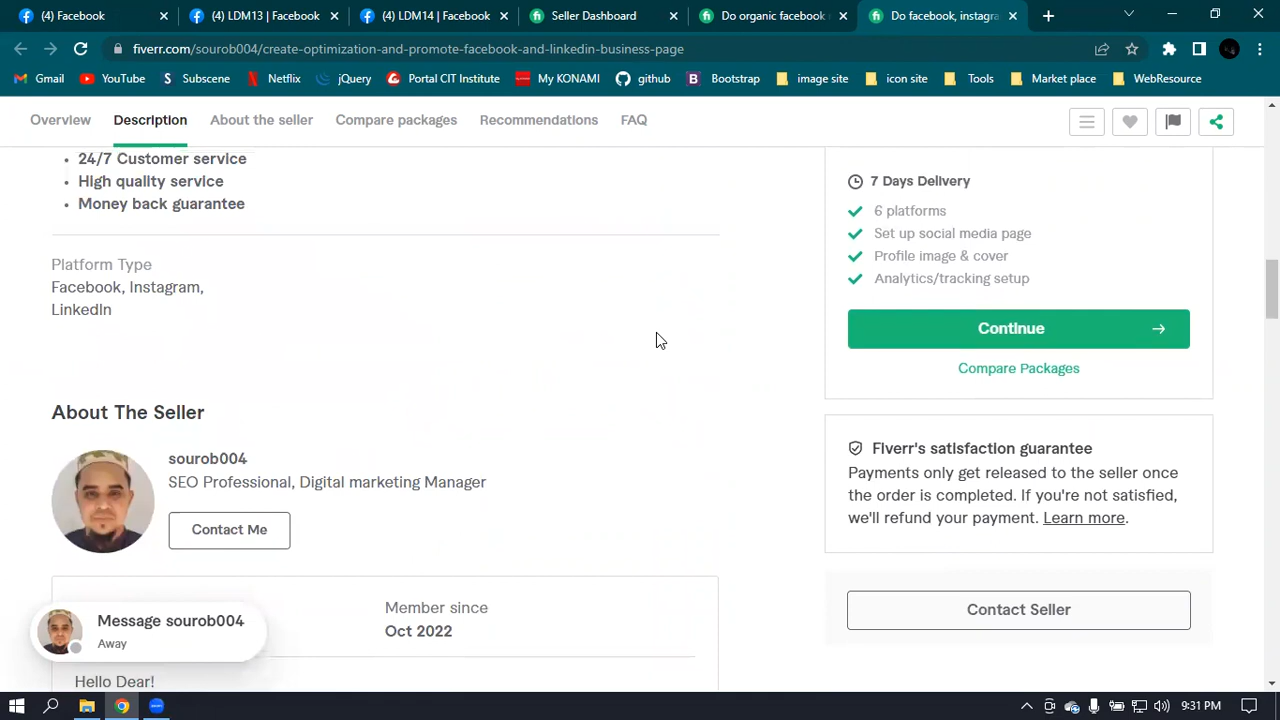 (4) Facebook
(4) LDM13 | Facebook
(4) LDM14 | Facebook
Seller Dashboard
Do organic facebook
Do facebook, instagra
fiverr.com/sourob004/create-optimization-and-promote-facebook-and-linkedin-business-page
Gmail
YouTube
Subscene
Netflix
jQuery
Portal CIT Institute
My KONAMI
github
Bootstrap
image site
icon site
Tools
Market place
WebResource
Overview
Description
About the seller
Compare packages
Recommendations
FAQ
24/7 Customer service
High quality service
Money back guarantee
Platform Type
Facebook, Instagram,
LinkedIn
About The Seller
sourob004
SEO Professional, Digital marketing Manager
Contact Me
Member since
Oct 2022
Hello Dear!
Message sourob004
Away
7 Days Delivery
6 platforms
Set up social media page
Profile image & cover
Analytics/tracking setup
Continue
Compare Packages
Fiverr's satisfaction guarantee
Payments only get released to the seller once
the order is completed. If you're not satisfied,
we'll refund your payment. Learn more.
Contact Seller
9:31 PM